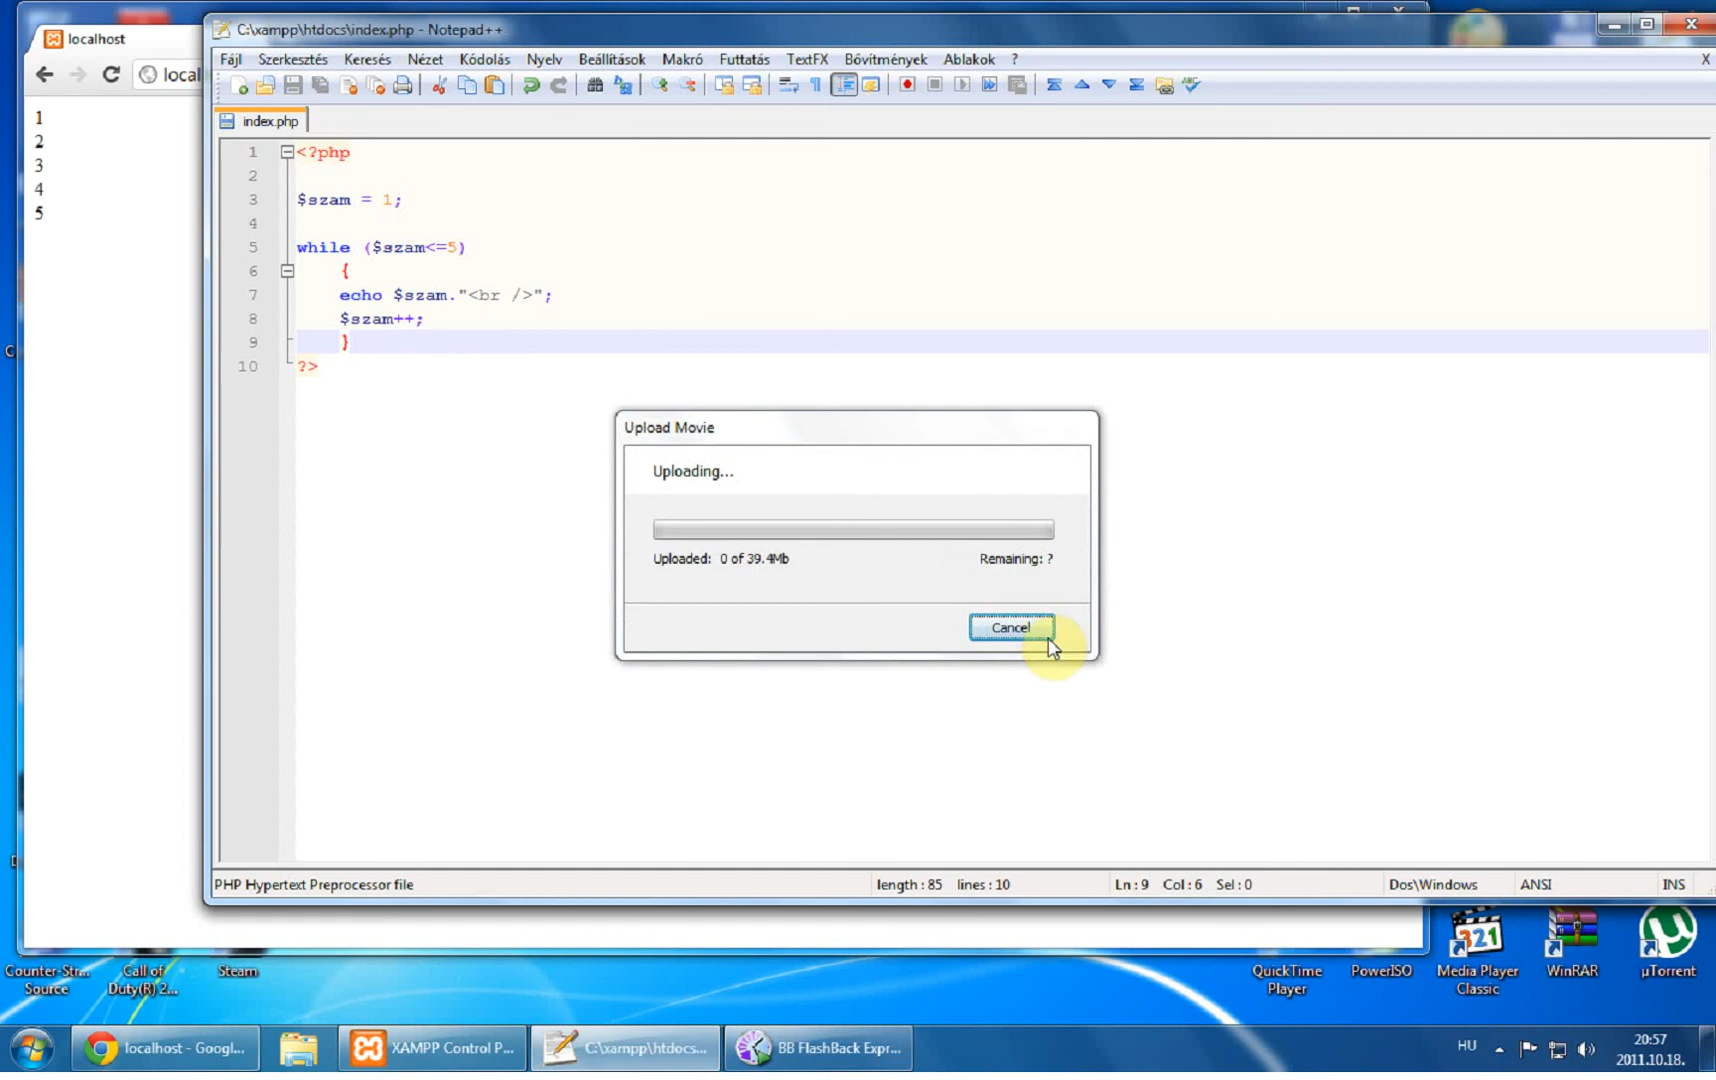 localhost
C:\xampp\htdocs\index.php - Notepad++
Fájl Szerkesztés Keresés Nézet Kódolás Nyelv Beállítások Makró Futtatás TextFX Bővítmények Ablakok ? X
local
index.php
1
2
3
4
5
1 <?php
2
3 $szam = 1;
4
5 while ($szam<=5)
6 {
7 echo $szam."<br />";
8 $szam++;
9 }
10 ?>
Upload Movie
Uploading...
Uploaded: 0 of 39.4Mb Remaining: ?
Cancel
PHP Hypertext Preprocessor file length : 85 lines : 10 Ln : 9 Col : 6 Sel : 0 Dos\Windows ANSI INS
Counter-Str... Source
Call of Duty(R) 2...
Steam
QuickTime Player
PowerISO
Media Player Classic
WinRAR
µTorrent
321
localhost - Googl...
XAMPP Control P...
C:\xampp\htdocs...
BB FlashBack Expr...
HU
20:57
2011.10.18.